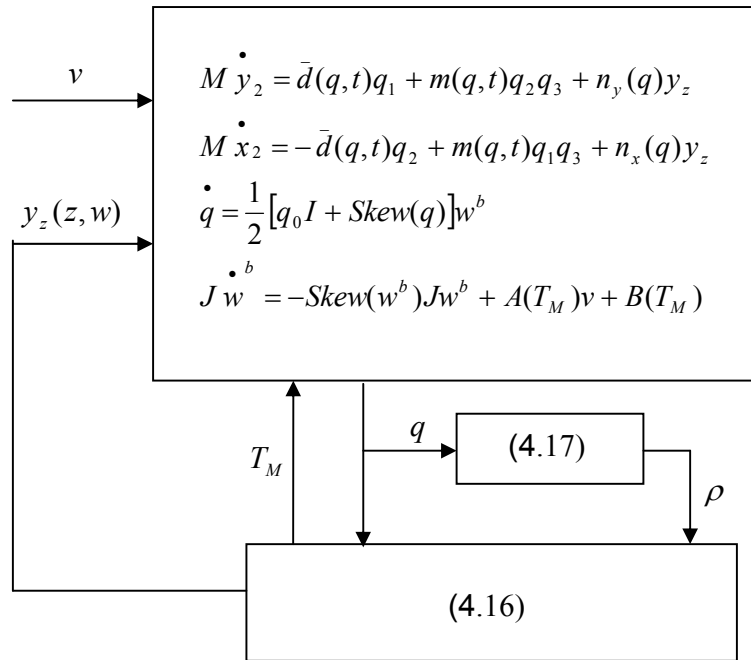 v
M ẏ₂ = d̄(q,t)q₁ + m(q,t)q₂q₃ + n_y(q)y_z
M ẋ₂ = −d̄(q,t)q₂ + m(q,t)q₁q₃ + n_x(q)y_z
y_z(z,w)
q̇ = 1/2 [q₀I + Skew(q)]w^b
J ẇ^b = −Skew(w^b)Jw^b + A(T_M)v + B(T_M)
q
(4.17)
T_M
ρ
(4.16)